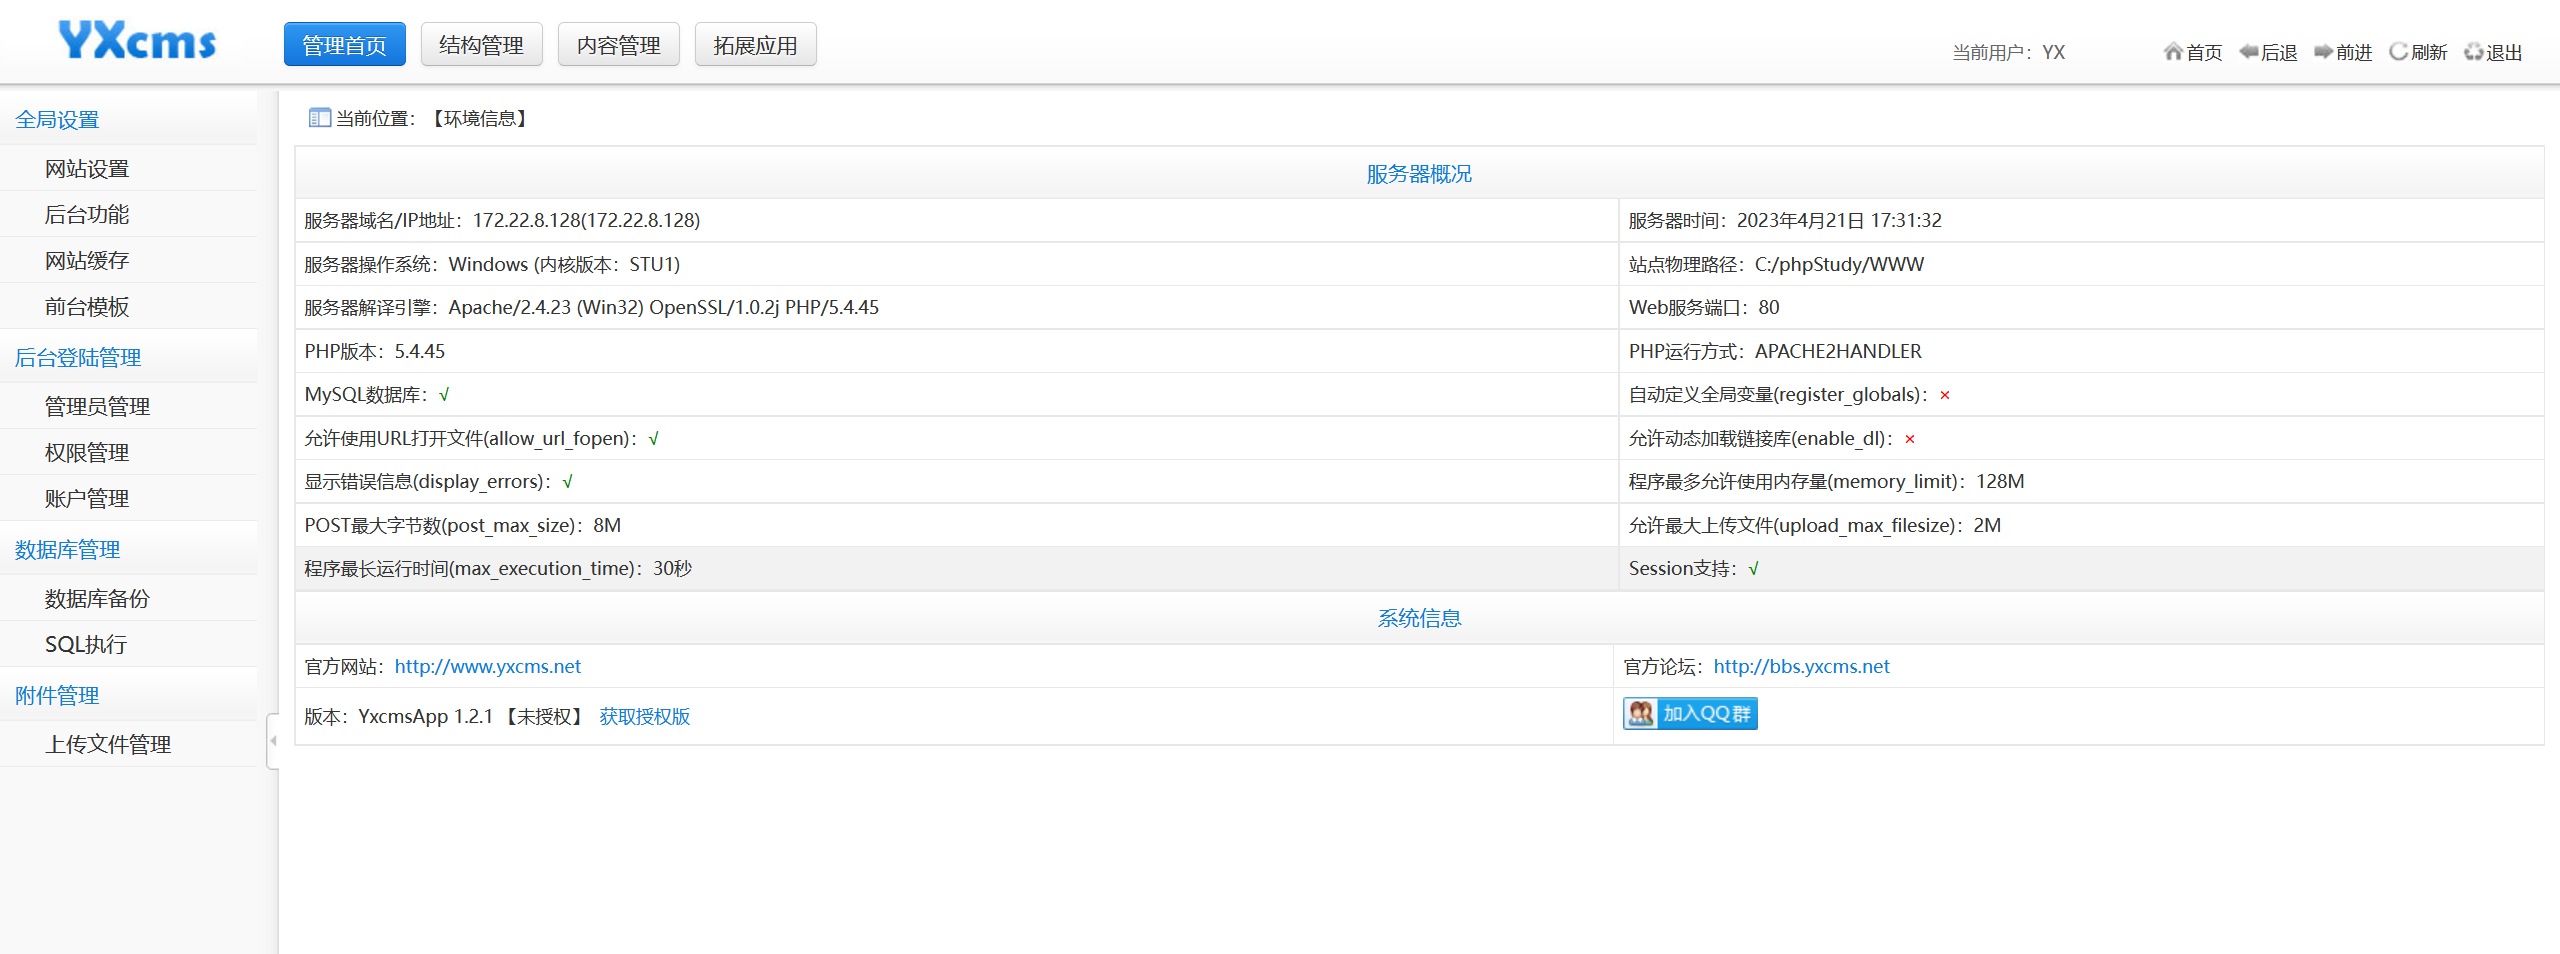 YXcms 管理首页 结构管理 内容管理 拓展应用 当前用户：YX 首页 后退 前进 刷新 退出
全局设置
网站设置
后台功能
网站缓存
前台模板
后台登陆管理
管理员管理
权限管理
账户管理
数据库管理
数据库备份
SQL执行
附件管理
上传文件管理
当前位置：【环境信息】
服务器概况
服务器域名/IP地址：172.22.8.128(172.22.8.128) 服务器时间：2023年4月21日 17:31:32
服务器操作系统：Windows (内核版本：STU1) 站点物理路径：C:/phpStudy/WWW
服务器解译引擎：Apache/2.4.23 (Win32) OpenSSL/1.0.2j PHP/5.4.45 Web服务端口：80
PHP版本：5.4.45 PHP运行方式：APACHE2HANDLER
MySQL数据库：√ 自动定义全局变量(register_globals)：×
允许使用URL打开文件(allow_url_fopen)：√ 允许动态加载链接库(enable_dl)：×
显示错误信息(display_errors)：√ 程序最多允许使用内存量(memory_limit)：128M
POST最大字节数(post_max_size)：8M 允许最大上传文件(upload_max_filesize)：2M
程序最长运行时间(max_execution_time)：30秒 Session支持：√
系统信息
官方网站：http://www.yxcms.net 官方论坛：http://bbs.yxcms.net
版本：YxcmsApp 1.2.1 【未授权】 获取授权版 加入QQ群